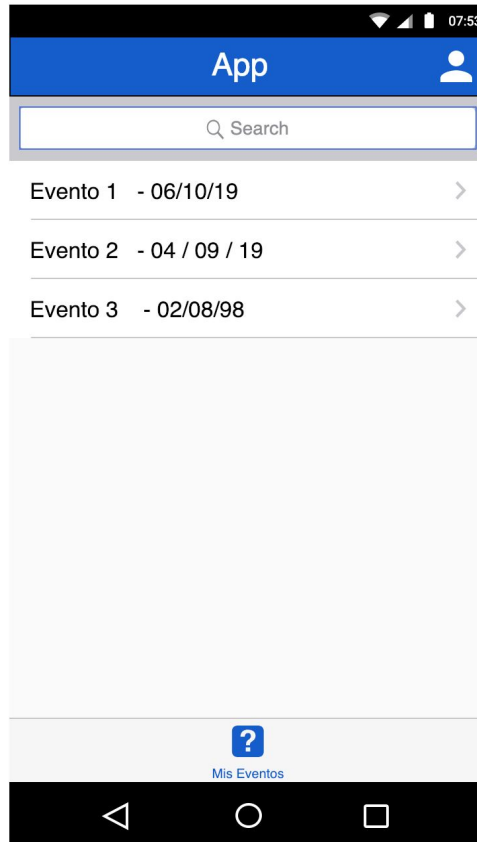 07:53
App
Search
Evento 1 - 06/10/19
Evento 2 - 04 / 09 / 19
Evento 3 - 02/08/98
?
Mis Eventos